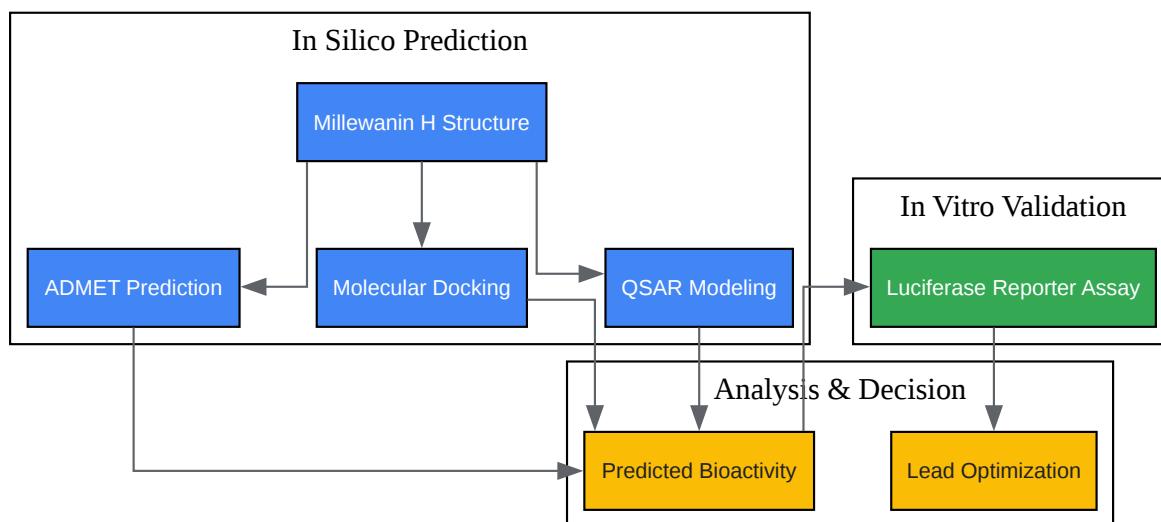 In Silico Prediction
Millewanin H Structure
In Vitro Validation
ADMET Prediction
Molecular Docking
QSAR Modeling
Luciferase Reporter Assay
Analysis & Decision
Predicted Bioactivity
Lead Optimization